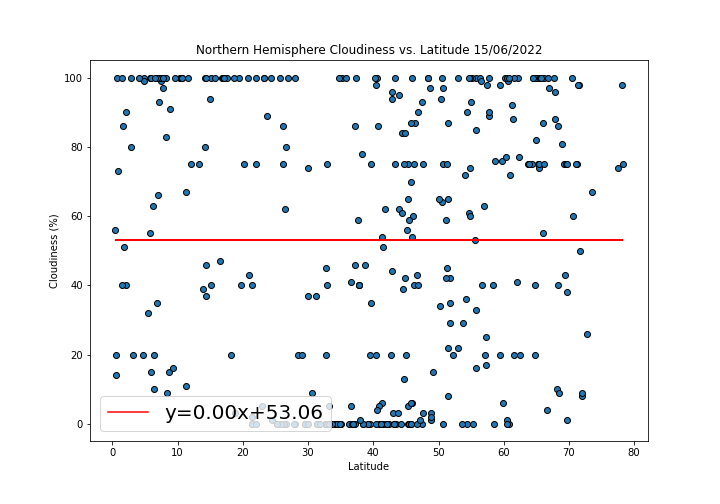 Northern Hemisphere Cloudiness vs. Latitude 15/06/2022
Cloudiness (%)
100
80
60
40
20
0
y=0.00x+53.06
0 10 20 30 40 50 60 70 80
Latitude